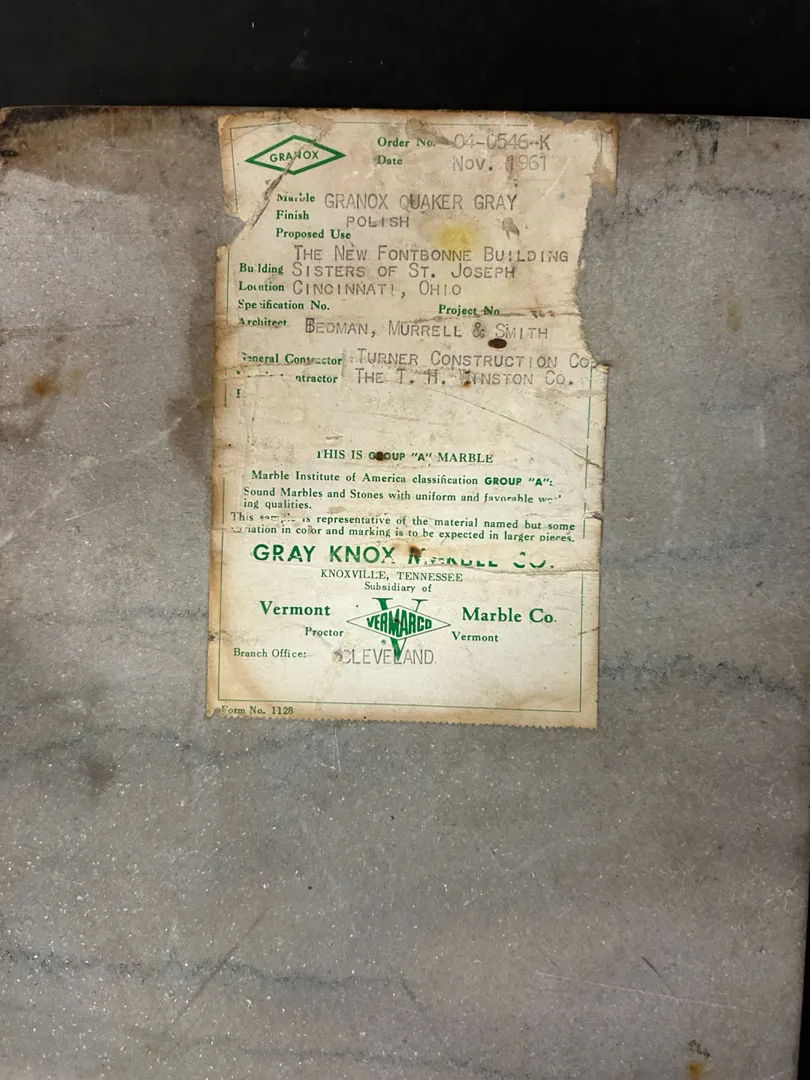 GRANOX
Order No. 04-0546-K
Date Nov. 1961
Marble GRANOX QUAKER GRAY
Finish POLISH
Proposed Use
THE NEW FONTBONNE BUILDING
Building SISTERS OF ST. JOSEPH
Location CINCINNATI, OHIO
Specification No. Project No
Architect BEDMAN, MURRELL & SMITH
General Contractor TURNER CONSTRUCTION CO.
THE T. H. WINSTON CO.
THIS IS GROUP "A" MARBLE
Marble Institute of America classification GROUP "A":
Sound Marbles and Stones with uniform and favorable
ing qualities.
This sample is representative of the material named but some
variation in color and marking is to be expected in larger pieces.
GRAY KNOX MARBLE CO.
KNOXVILLE, TENNESSEE
Subsidiary of
Vermont VERMARCO Marble Co.
Proctor Vermont
Branch Office: CLEVELAND.
Form No. 1128